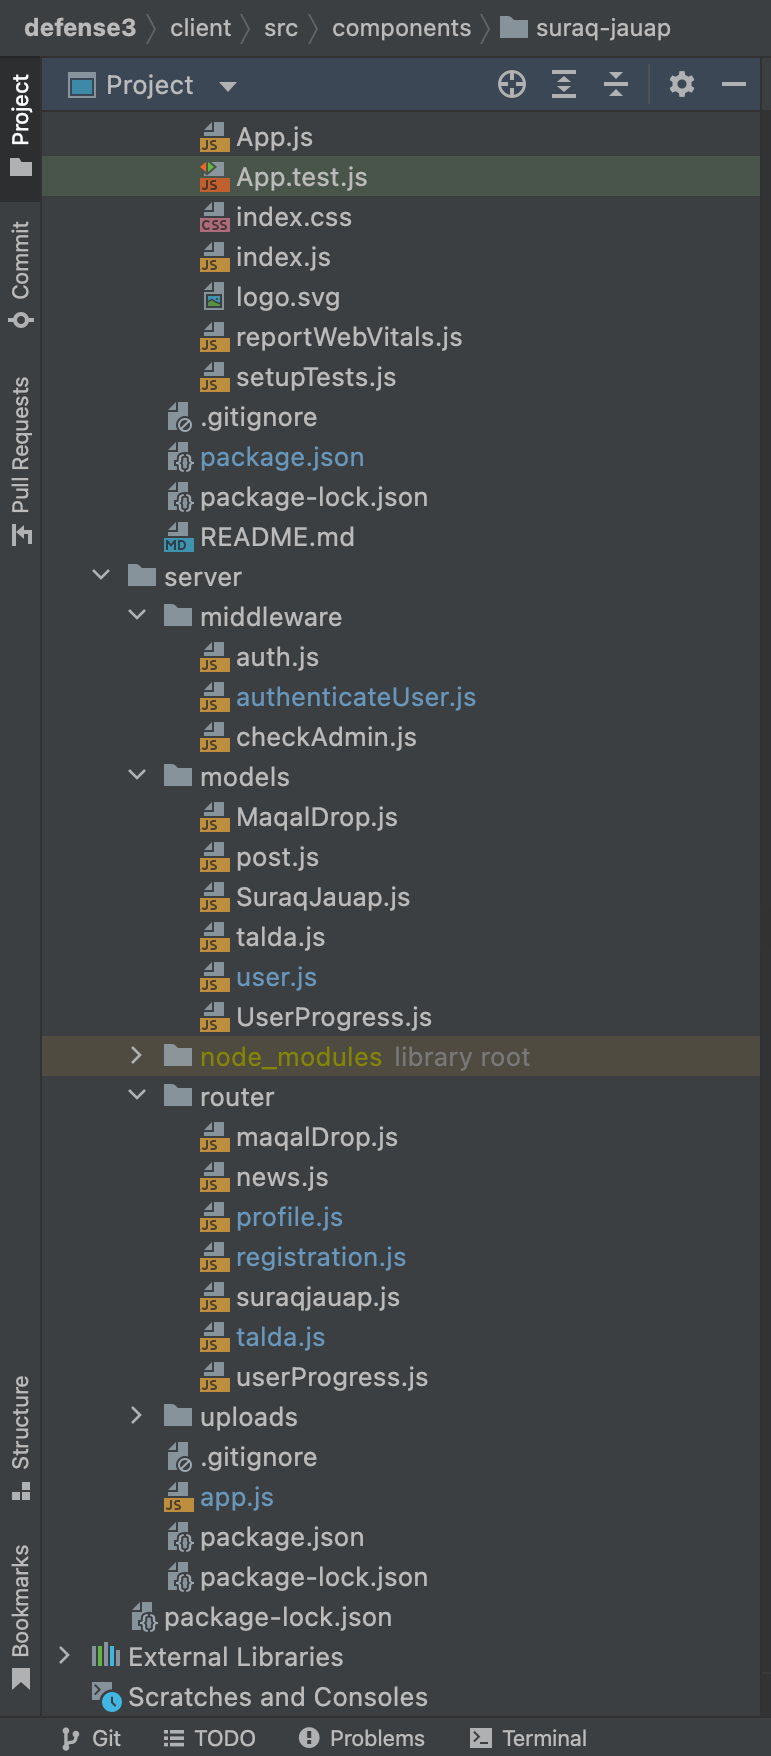 defense3 client src components suraq-jauap
Project
Project
Commit
Pull Requests
Structure
Bookmarks
App.js
App.test.js
index.css
index.js
logo.svg
reportWebVitals.js
setupTests.js
.gitignore
package.json
package-lock.json
README.md
server
middleware
auth.js
authenticateUser.js
checkAdmin.js
models
MaqalDrop.js
post.js
SuraqJauap.js
talda.js
user.js
UserProgress.js
node_modules library root
router
maqalDrop.js
news.js
profile.js
registration.js
suraqjauap.js
talda.js
userProgress.js
uploads
.gitignore
app.js
package.json
package-lock.json
package-lock.json
External Libraries
Scratches and Consoles
Git TODO Problems Terminal